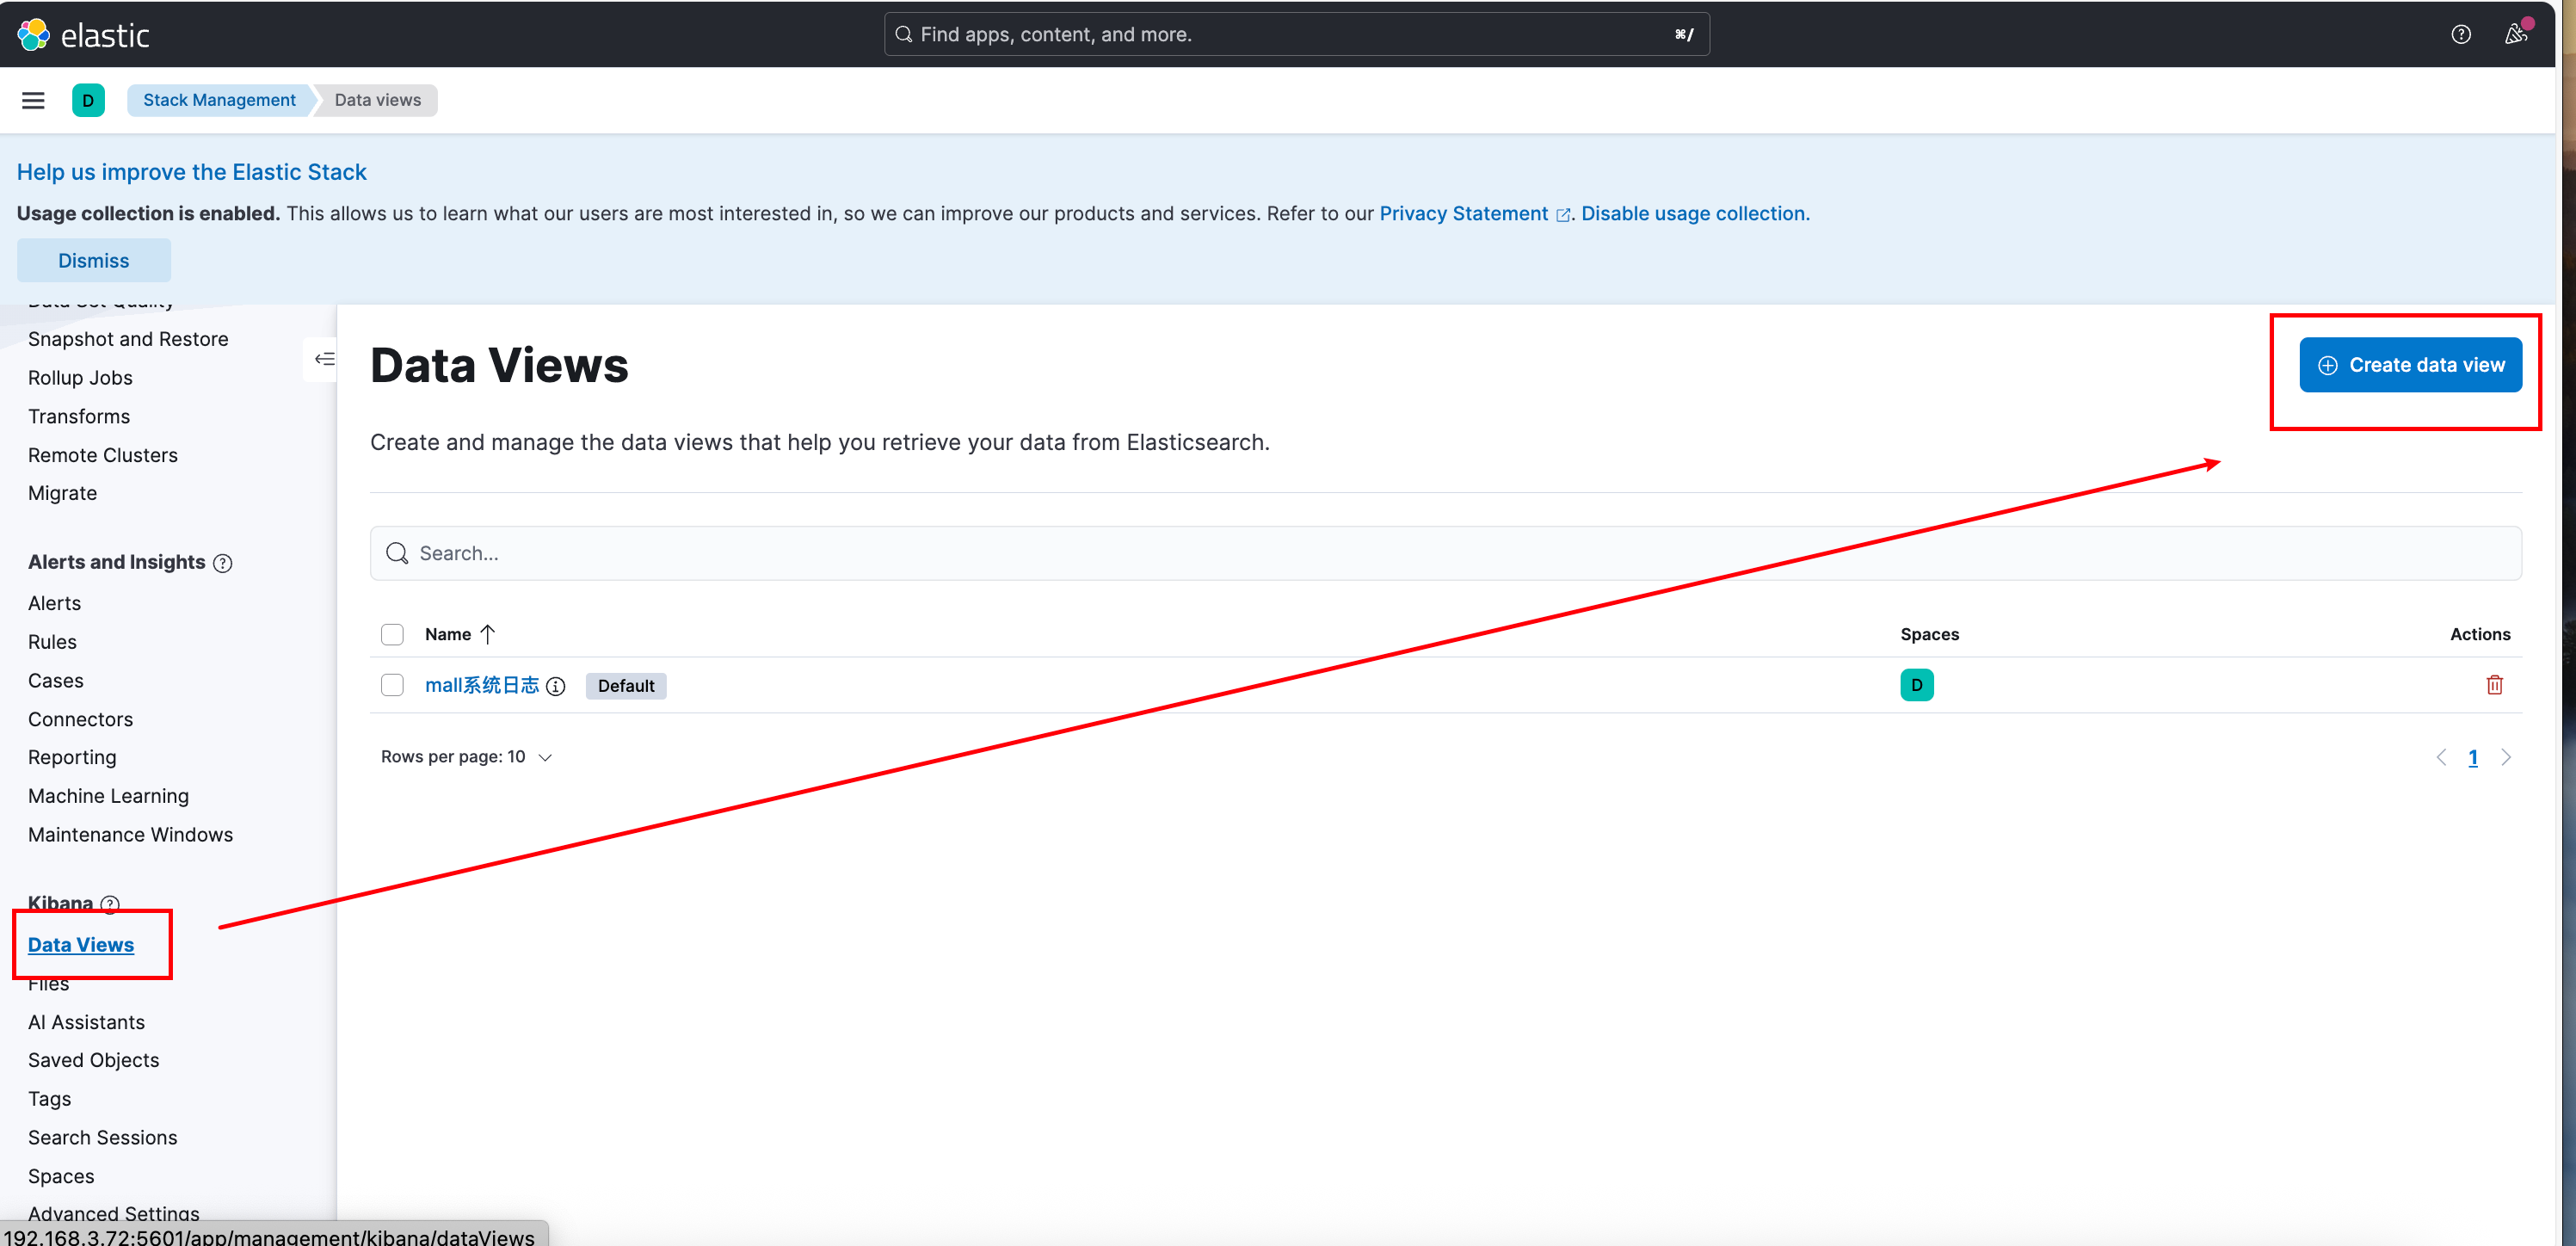 elastic
Find apps, content, and more.
⌘/
D
Stack Management
Data views
Help us improve the Elastic Stack
Usage collection is enabled. This allows us to learn what our users are most interested in, so we can improve our products and services. Refer to our Privacy Statement. Disable usage collection.
Dismiss
Data Set Quality
Snapshot and Restore
Rollup Jobs
Transforms
Remote Clusters
Migrate
Alerts and Insights
Alerts
Rules
Cases
Connectors
Reporting
Machine Learning
Maintenance Windows
Kibana
Data Views
Files
AI Assistants
Saved Objects
Tags
Search Sessions
Spaces
Advanced Settings
192.168.3.72:5601/app/management/kibana/dataViews
Data Views
Create data view
Create and manage the data views that help you retrieve your data from Elasticsearch.
Search...
Name
Spaces
Actions
mall系统日志
Default
D
Rows per page: 10
1